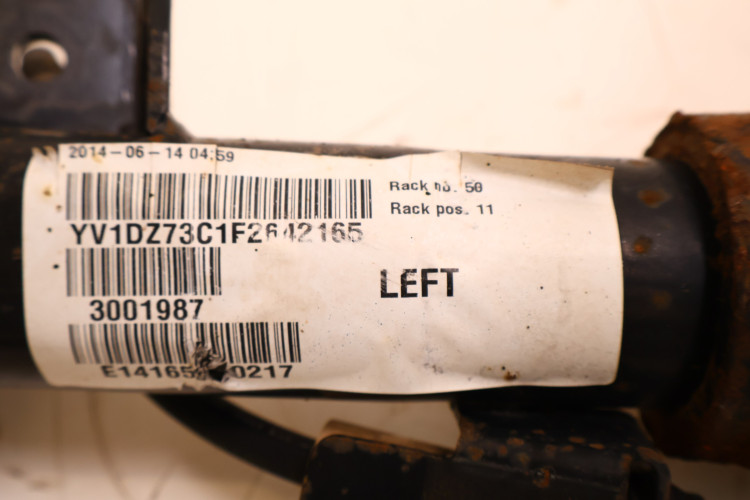 2014-06-14 04:59
Rack no. 50
Rack pos. 11
YV1DZ73C1F2642165
LEFT
3001987